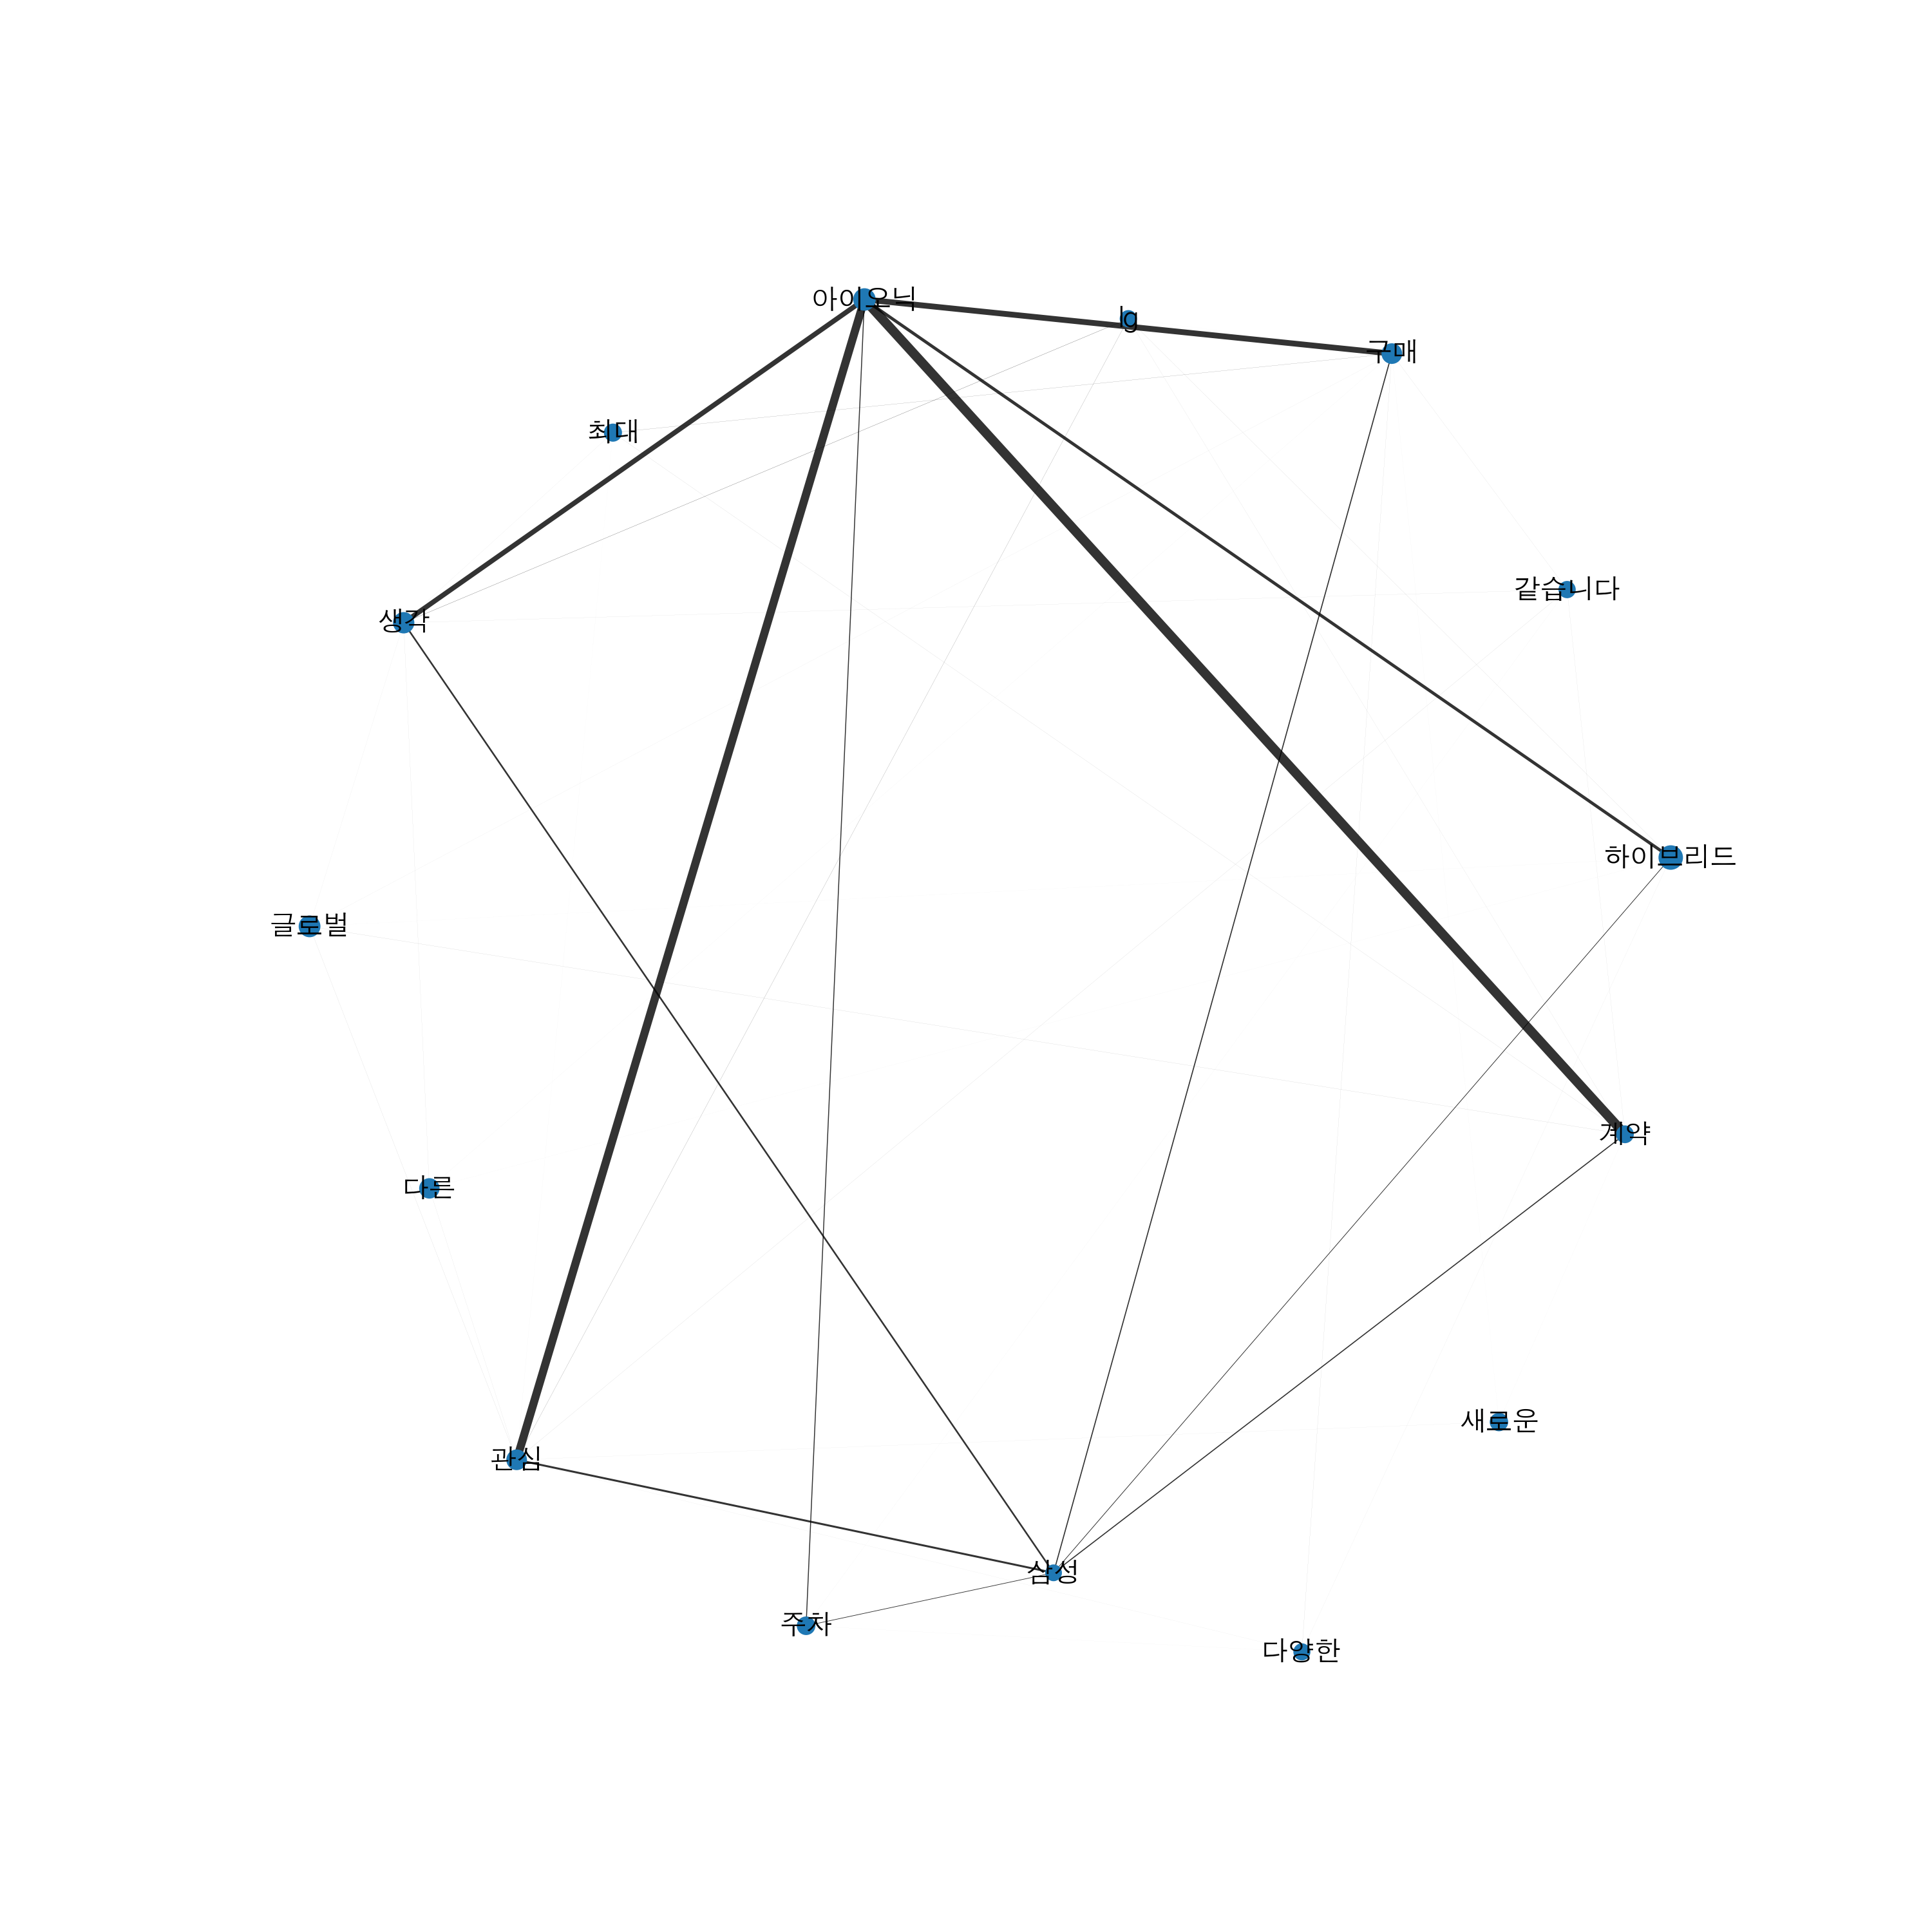 아이오닉
lg
구매
최대
같습니다
생각
하이브리드
글로벌
계약
다른
새로운
관심
삼성
주차
다양한